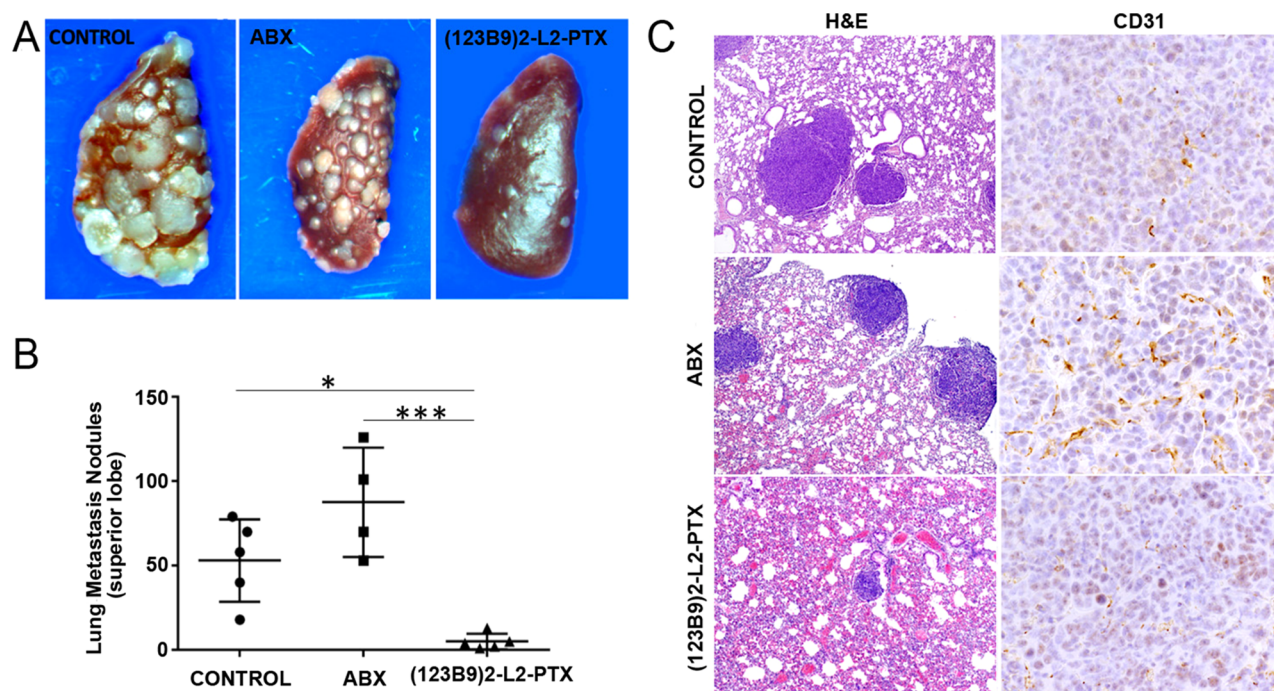 A
CONTROL
ABX
(123B9)2-L2-PTX
B
Lung Metastasis Nodules
(superior lobe)
150
100
50
0
*
***
CONTROL
ABX
(123B9)2-L2-PTX
C
H&E
CD31
CONTROL
ABX
(123B9)2-L2-PTX